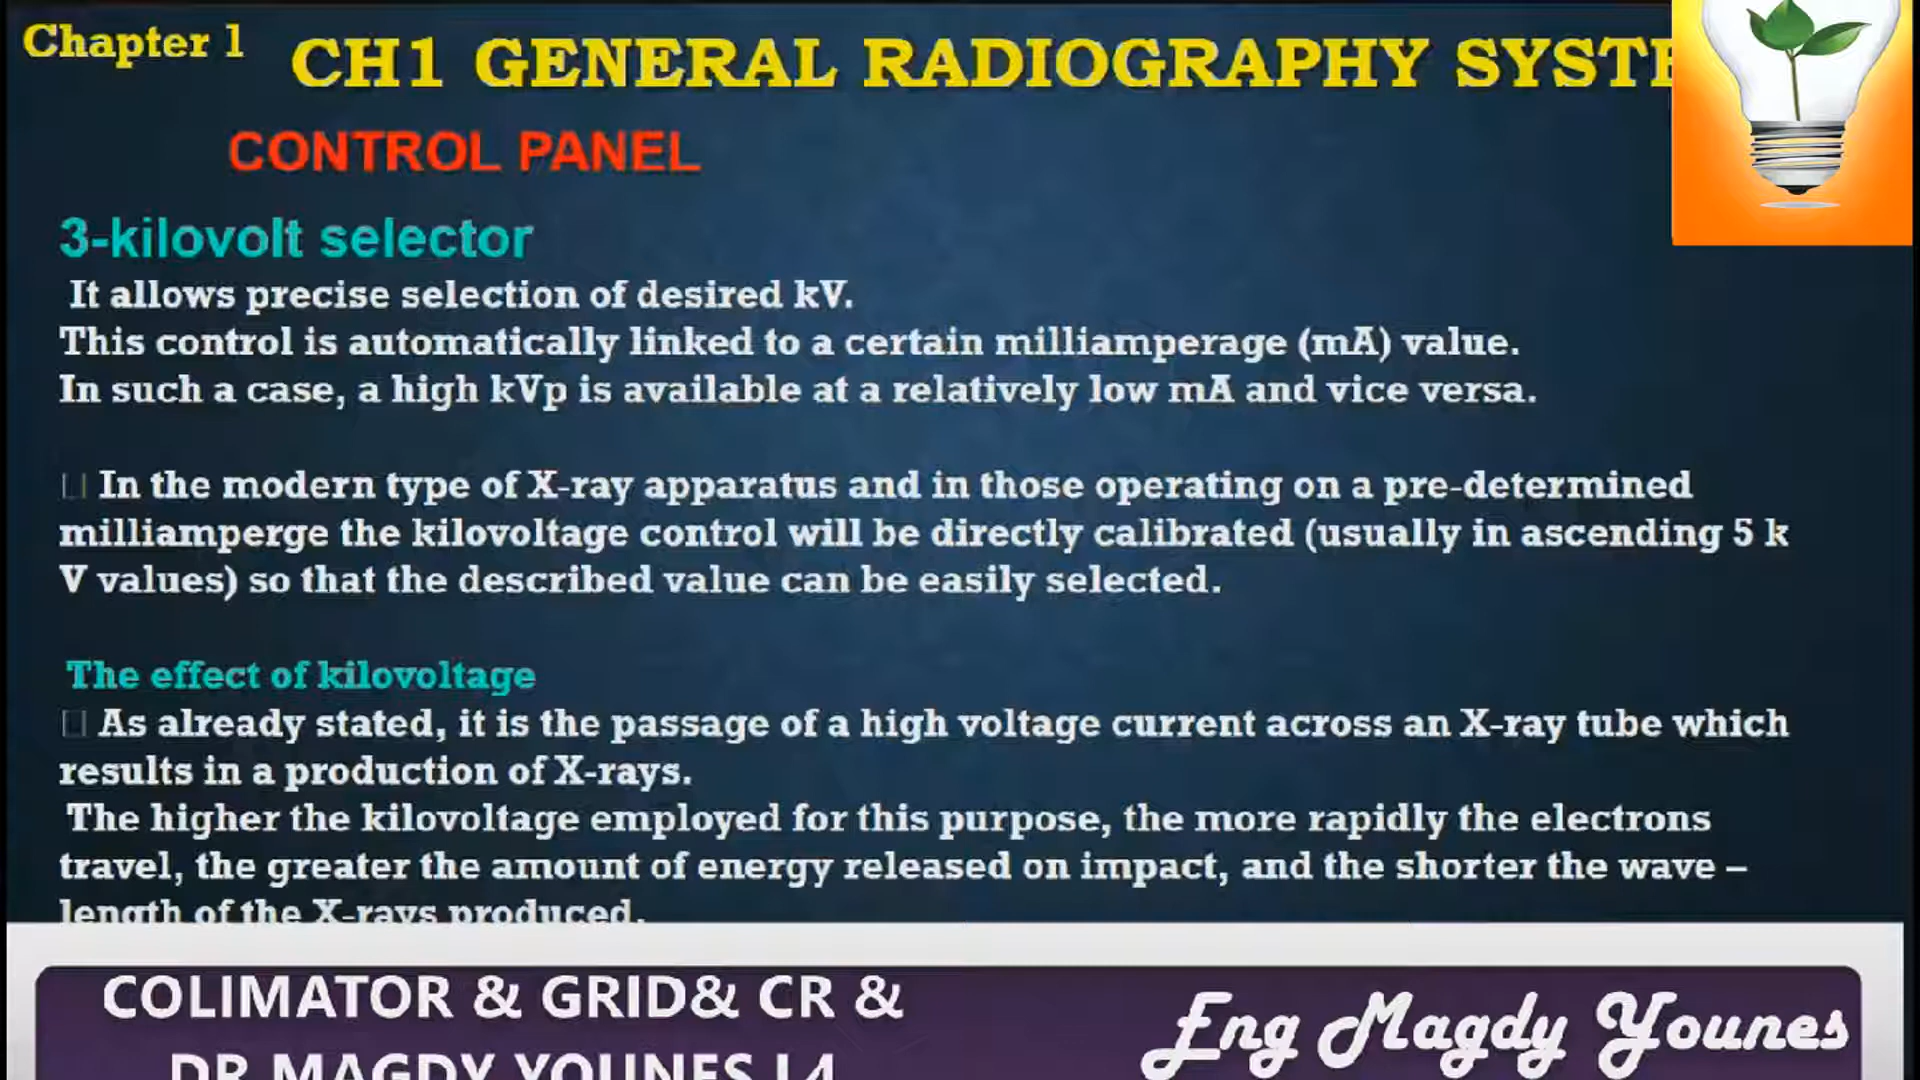 Chapter 1
CH1 GENERAL RADIOGRAPHY SYSTE
CONTROL PANEL
3-kilovolt selector
It allows precise selection of desired kV.
This control is automatically linked to a certain milliamperage (mA) value.
In such a case, a high kVp is available at a relatively low mA and vice versa.
In the modern type of X-ray apparatus and in those operating on a pre-determined
milliamperge the kilovoltage control will be directly calibrated (usually in ascending 5 k
V values) so that the described value can be easily selected.
The effect of kilovoltage
As already stated, it is the passage of a high voltage current across an X-ray tube which
results in a production of X-rays.
The higher the kilovoltage employed for this purpose, the more rapidly the electrons
travel, the greater the amount of energy released on impact, and the shorter the wave –
length of the X-rays produced.
COLIMATOR & GRID& CR &
DR MAGDY YOUNES L4
Eng Magdy Younes